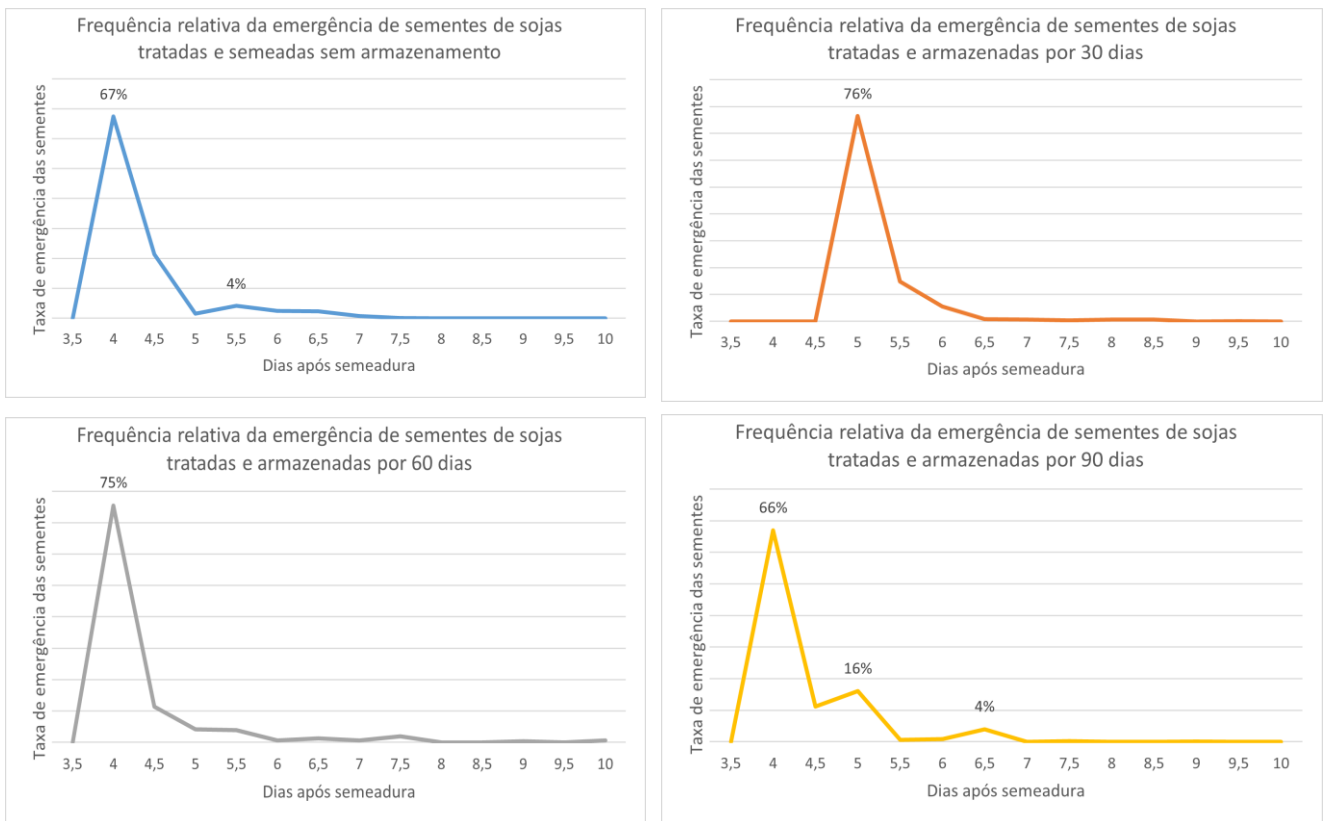 Frequência relativa da emergência de sementes de sojas
tratadas e semeadas sem armazenamento
67%
4%
Taxa de emergência das sementes
3,5 4 4,5 5 5,5 6 6,5 7 7,5 8 8,5 9 9,5 10
Dias após semeadura
Frequência relativa da emergência de sementes de sojas
tratadas e armazenadas por 30 dias
76%
Taxa de emergência das sementes
3,5 4 4,5 5 5,5 6 6,5 7 7,5 8 8,5 9 9,5 10
Dias após semeadura
Frequência relativa da emergência de sementes de sojas
tratadas e armazenadas por 60 dias
75%
Taxa de emergência das sementes
3,5 4 4,5 5 5,5 6 6,5 7 7,5 8 8,5 9 9,5 10
Dias após semeadura
Frequência relativa da emergência de sementes de sojas
tratadas e armazenadas por 90 dias
66%
16%
4%
Taxa de emergência das sementes
3,5 4 4,5 5 5,5 6 6,5 7 7,5 8 8,5 9 9,5 10
Dias após semeadura